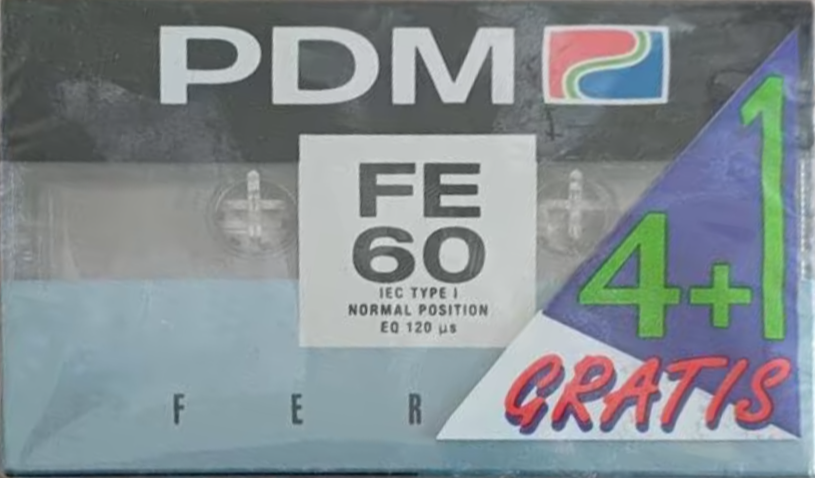 PDM
FE
60
IEC TYPE I
NORMAL POSITION
EQ 120 µs
4+1
GRATIS
F E R